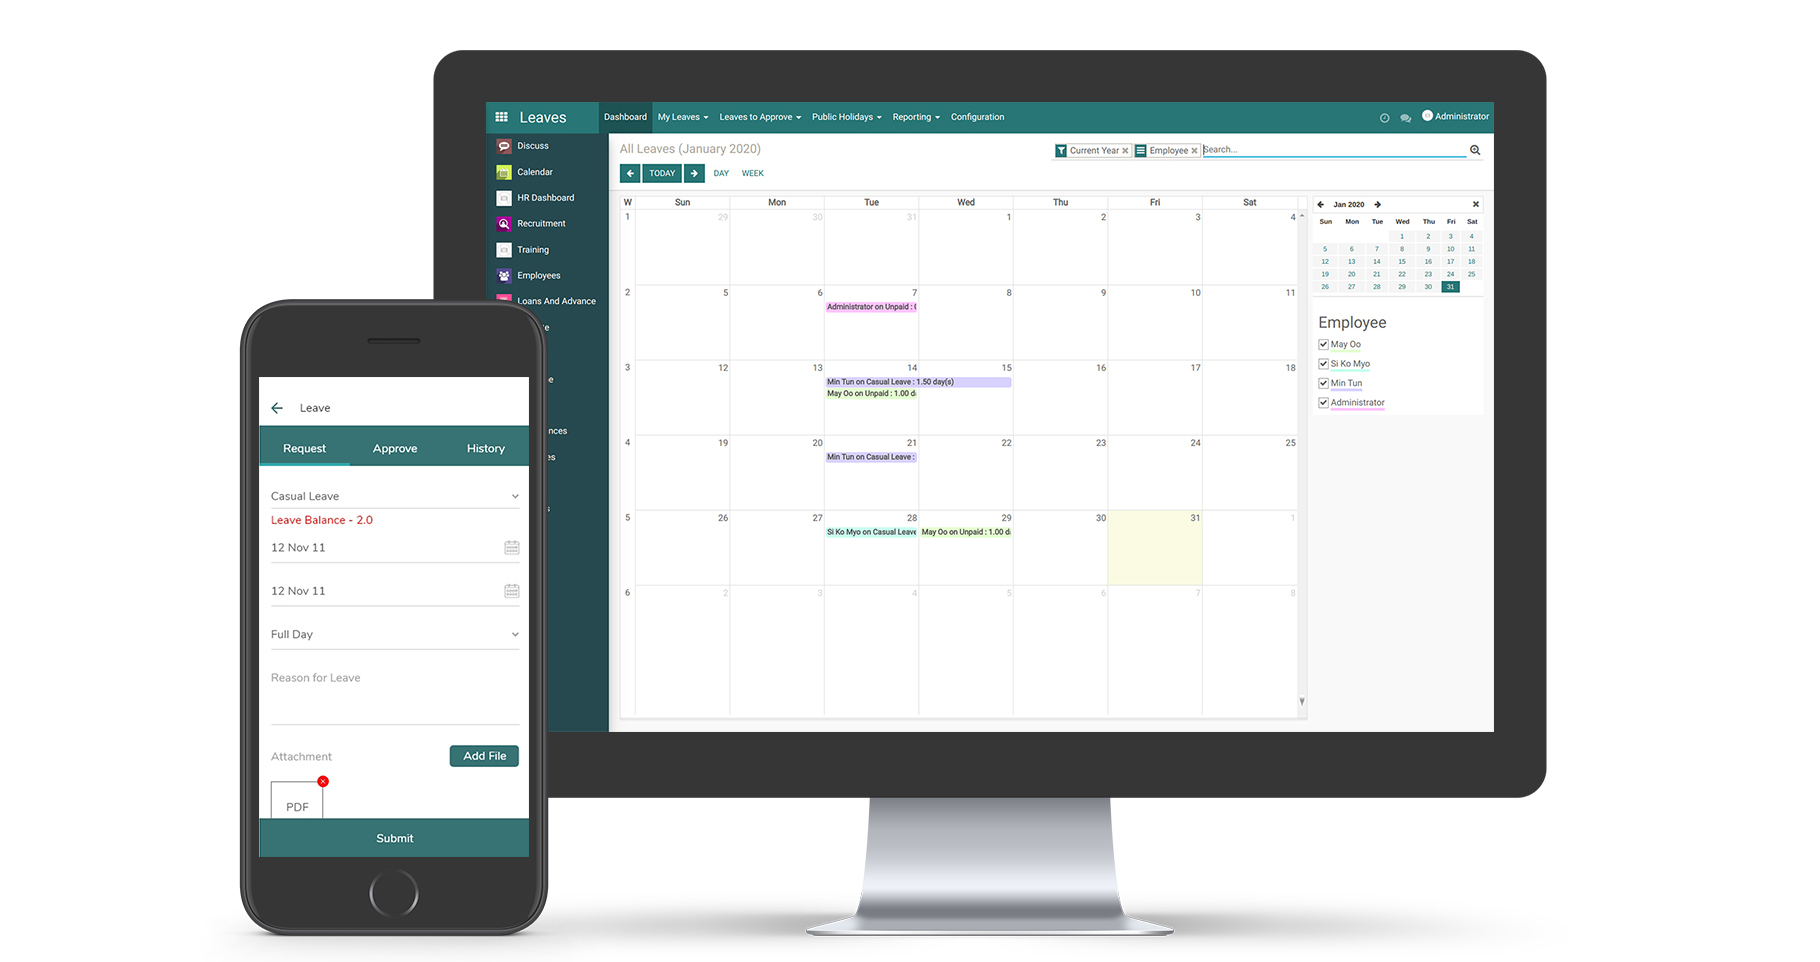 Leaves
Dashboard My Leaves Leaves to Approve Public Holidays Reporting Configuration
Administrator
Discuss
Calendar
HR Dashboard
Recruitment
Training
Employees
Loans And Advance
All Leaves (January 2020)
Current Year Employee Search...
TODAY DAY WEEK
W Sun Mon Tue Wed Thu Fri Sat
1 29 30 31 1 2 3 4
2 5 6 7 8 9 10 11
Administrator on Unpaid :
3 12 13 14 15 16 17 18
Min Tun on Casual Leave : 1.50 day(s)
May Oo on Unpaid : 1.00
4 19 20 21 22 23 24 25
Min Tun on Casual Leave :
5 26 27 28 29 30 31 1
Si Ko Myo on Casual Leave May Oo on Unpaid : 1.00
6 2 3 4 5 6 7 8
Jan 2020
Sun Mon Tue Wed Thu Fri Sat
1 2 3 4
5 6 7 8 9 10 11
12 13 14 15 16 17 18
19 20 21 22 23 24 25
26 27 28 29 30 31
Employee
May Oo
Si Ko Myo
Min Tun
Administrator
Leave
Request Approve History
Casual Leave
Leave Balance - 2.0
12 Nov 11
12 Nov 11
Full Day
Reason for Leave
Attachment Add File
PDF
Submit